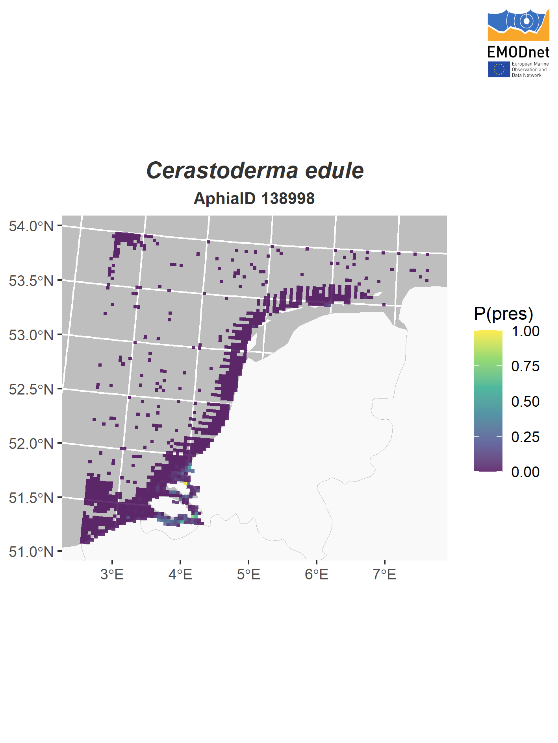 EMODnet
European Marine
Observation and
Data Network
Cerastoderma edule
AphiaID 138998
54.0°N
53.5°N
53.0°N
52.5°N
52.0°N
51.5°N
51.0°N
3°E
4°E
5°E
6°E
7°E
P(pres)
1.00
0.75
0.50
0.25
0.00